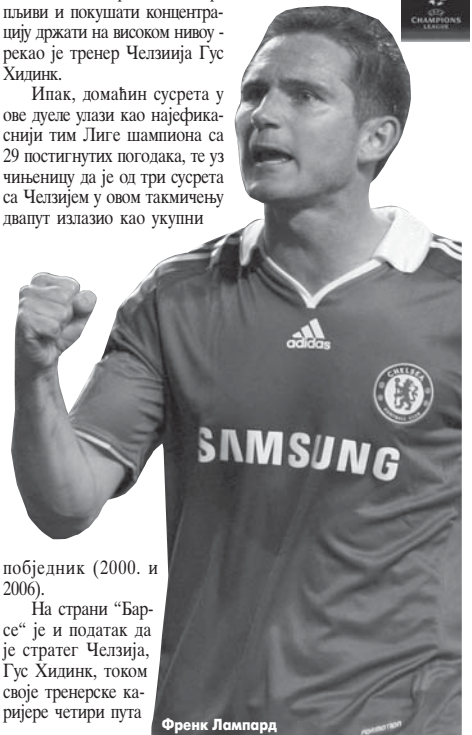 пљиви и покушати концентра-
цију држати на високом нивоу -
рекао је тренер Челзиија Гус
Хидинк.
Ипак, домаћин сусрета у
ове дуеле улази као најефика-
снији тим Лиге шампиона са
29 постигнутих погодака, те уз
чињеницу да је од три сусрета
са Челзијем у овом такмичењу
двапут излазио као укупни
побједник (2000. и
2006).
На страни “Бар-
се“ је и податак да
је стратег Челзија,
Гус Хидинк, током
своје тренерске ка-
ријере четири пута
CHAMPIONS
LEAGUE
adidas
CHELSEA
FOOTBALL CLUB
SAMSUNG
FORMOTION
Френк Лампард